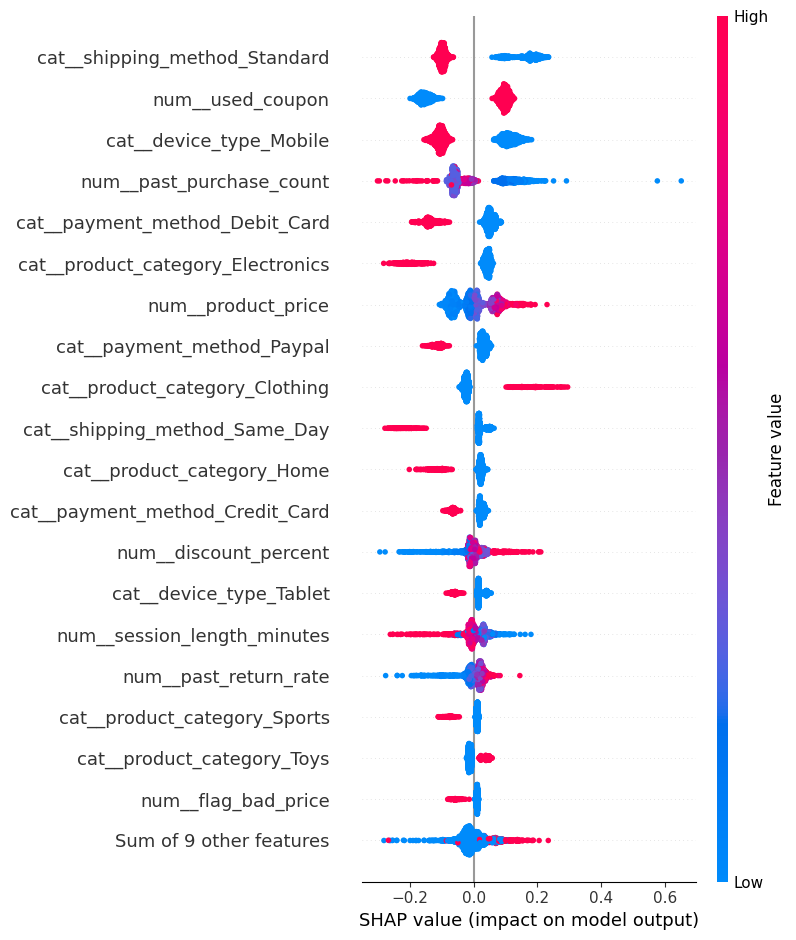 High
cat__shipping_method_Standard
num__used_coupon
cat__device_type_Mobile
num__past_purchase_count
cat__payment_method_Debit_Card
cat__product_category_Electronics
num__product_price
cat__payment_method_Paypal
cat__product_category_Clothing
cat__shipping_method_Same_Day
cat__product_category_Home
cat__payment_method_Credit_Card
num__discount_percent
cat__device_type_Tablet
num__session_length_minutes
num__past_return_rate
cat__product_category_Sports
cat__product_category_Toys
num__flag_bad_price
Sum of 9 other features
Feature value
Low
−0.2 0.0 0.2 0.4 0.6
SHAP value (impact on model output)